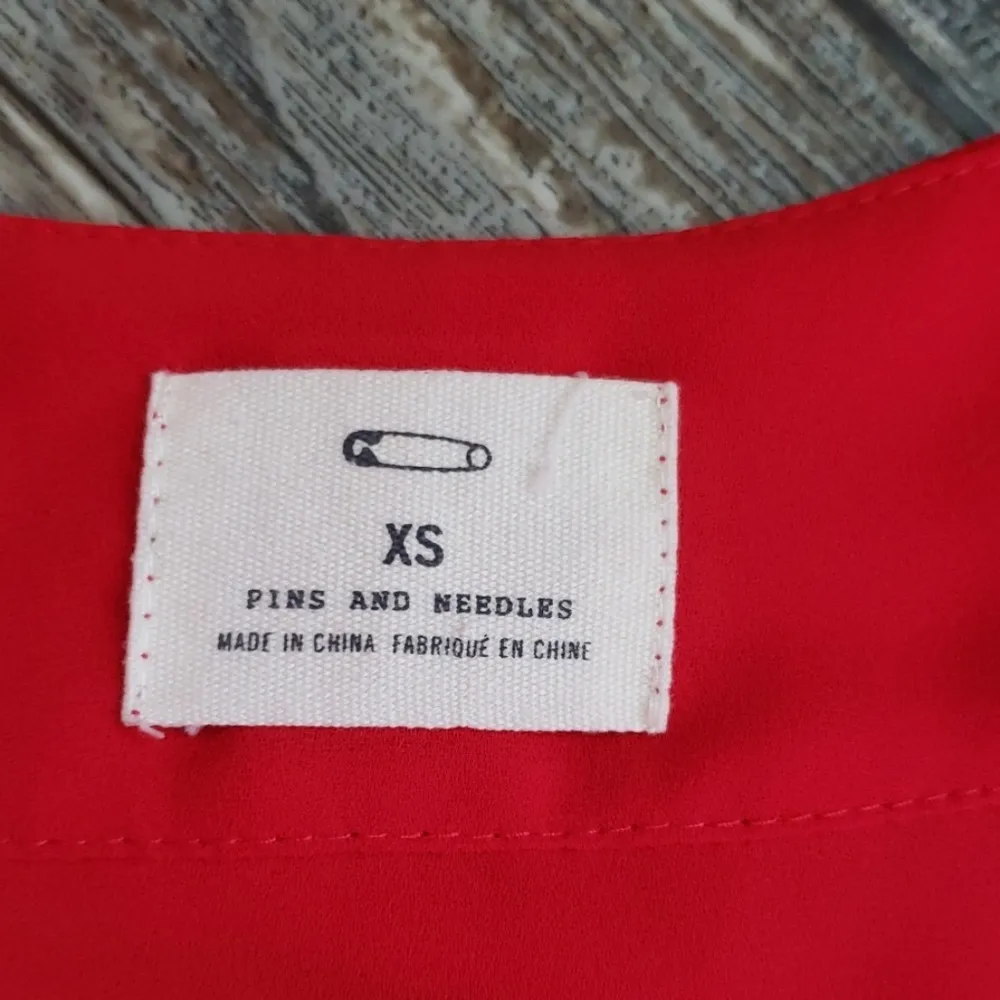 XS
PINS AND NEEDLES
MADE IN CHINA FABRIQUÉ EN CHINE